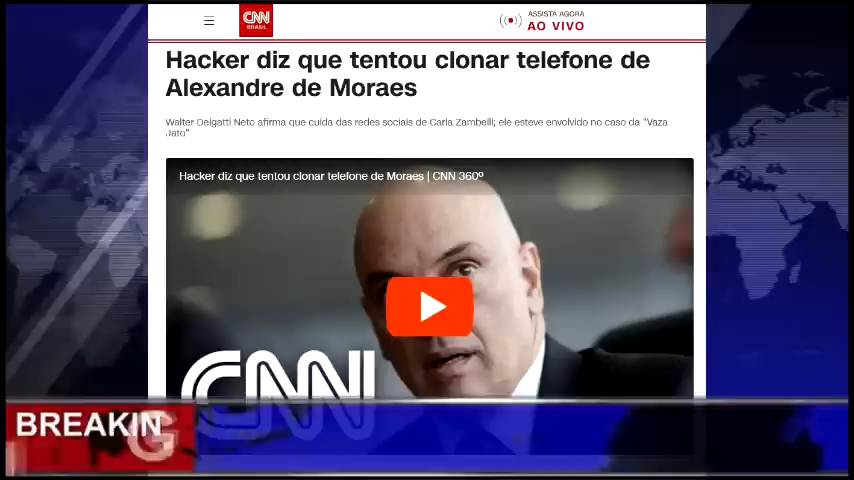 CNN
BRASIL
ASSISTA AGORA
AO VIVO
Hacker diz que tentou clonar telefone de
Alexandre de Moraes
Walter Delgatti Neto afirma que cuida das redes sociais de Carla Zambelli; ele esteve envolvido no caso da "Vaza
Jato"
Hacker diz que tentou clonar telefone de Moraes | CNN 360º
CNN
BREAKING